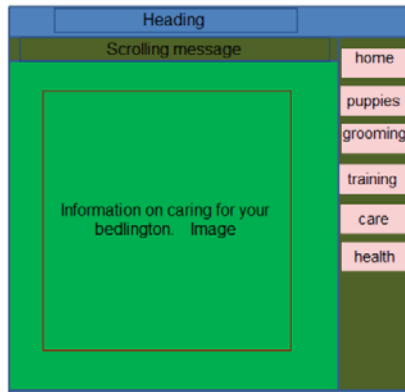 Heading
Scrolling message
home
puppies
grooming
training
care
health
Information on caring for your
bedlington. Image